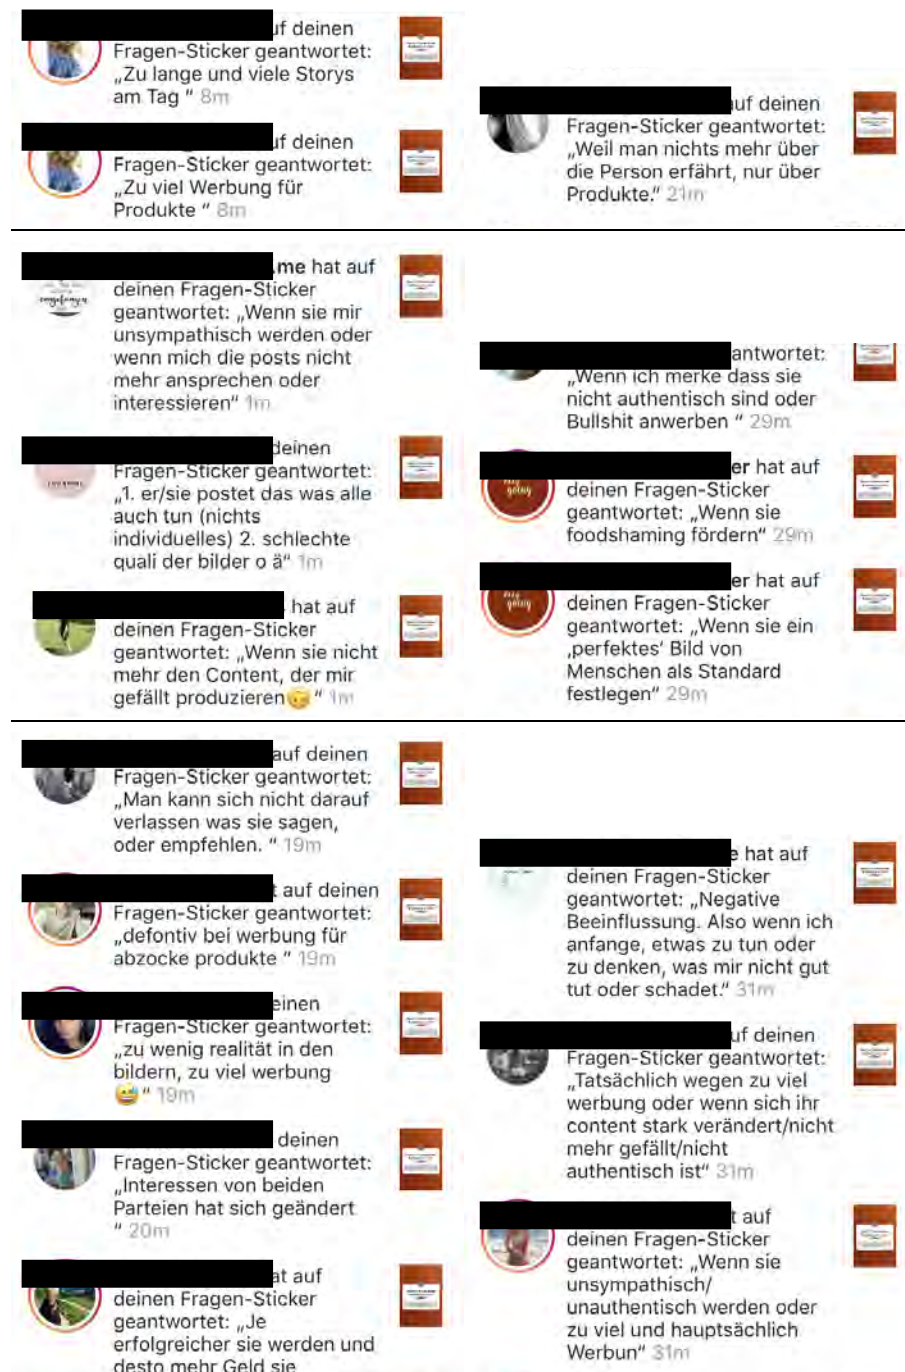 uf deinen
Fragen-Sticker geantwortet:
„Zu lange und viele Storys
am Tag " 8m
uf deinen
Fragen-Sticker geantwortet:
„Zu viel Werbung für
Produkte " 8m
auf deinen
Fragen-Sticker geantwortet:
„Weil man nichts mehr über
die Person erfährt, nur über
Produkte." 21m
.me hat auf
deinen Fragen-Sticker
geantwortet: „Wenn sie mir
unsympathisch werden oder
wenn mich die posts nicht
mehr ansprechen oder
interessieren" 1m
deinen
Fragen-Sticker geantwortet:
„1. er/sie postet das was alle
auch tun (nichts
individuelles) 2. schlechte
quali der bilder o ä" 1m
hat auf
deinen Fragen-Sticker
geantwortet: „Wenn sie nicht
mehr den Content, der mir
gefällt produzieren🙃 " 1m
antwortet:
„Wenn ich merke dass sie
nicht authentisch sind oder
Bullshit anwerben " 29m
er hat auf
deinen Fragen-Sticker
geantwortet: „Wenn sie
foodshaming fördern" 29m
er hat auf
deinen Fragen-Sticker
geantwortet: „Wenn sie ein
‚perfektes' Bild von
Menschen als Standard
festlegen" 29m
auf deinen
Fragen-Sticker geantwortet:
„Man kann sich nicht darauf
verlassen was sie sagen,
oder empfehlen. " 19m
t auf deinen
Fragen-Sticker geantwortet:
„defontiv bei werbung für
abzocke produkte " 19m
einen
Fragen-Sticker geantwortet:
„zu wenig realität in den
bildern, zu viel werbung
😅" 19m
deinen
Fragen-Sticker geantwortet:
„Interessen von beiden
Parteien hat sich geändert
" 20m
at auf
deinen Fragen-Sticker
geantwortet: „Je
erfolgreicher sie werden und
desto mehr Geld sie
e hat auf
deinen Fragen-Sticker
geantwortet: „Negative
Beeinflussung. Also wenn ich
anfange, etwas zu tun oder
zu denken, was mir nicht gut
tut oder schadet." 31m
uf deinen
Fragen-Sticker geantwortet:
„Tatsächlich wegen zu viel
werbung oder wenn sich ihr
content stark verändert/nicht
mehr gefällt/nicht
authentisch ist" 31m
t auf
deinen Fragen-Sticker
geantwortet: „Wenn sie
unsympathisch/
unauthentisch werden oder
zu viel und hauptsächlich
Werbun" 31m